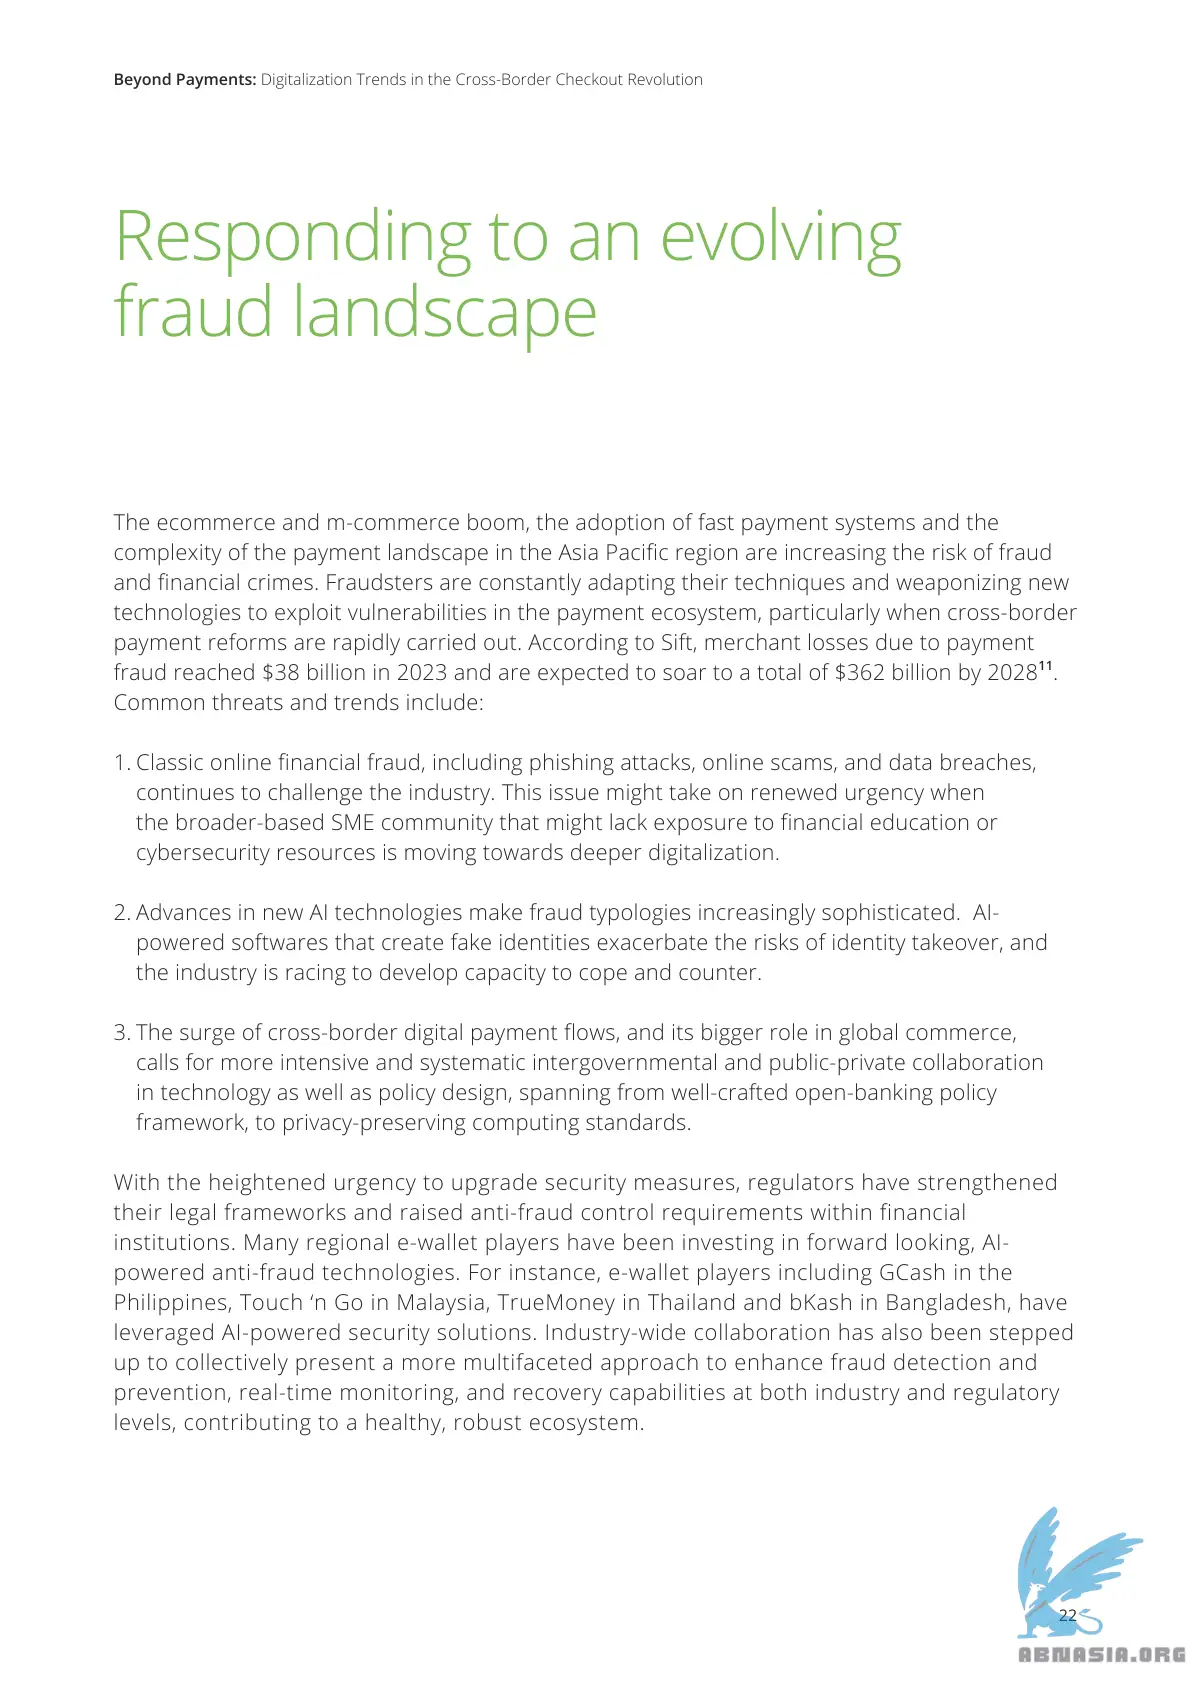 Beyond Payments: Digitalization Trends in the Cross-Border Checkout Revolution
Responding to an evolving
fraud landscape
The ecommerce and m-commerce boom, the adoption of fast payment systems and the
complexity of the payment landscape in the Asia Pacific region are increasing the risk of fraud
and financial crimes. Fraudsters are constantly adapting their techniques and weaponizing new
technologies to exploit vulnerabilities in the payment ecosystem, particularly when cross-border
payment reforms are rapidly carried out. According to Sift, merchant losses due to payment
fraud reached $38 billion in 2023 and are expected to soar to a total of $362 billion by 2028¹¹.
Common threats and trends include:
1. Classic online financial fraud, including phishing attacks, online scams, and data breaches,
continues to challenge the industry. This issue might take on renewed urgency when
the broader-based SME community that might lack exposure to financial education or
cybersecurity resources is moving towards deeper digitalization.
2. Advances in new AI technologies make fraud typologies increasingly sophisticated.  AI-
powered softwares that create fake identities exacerbate the risks of identity takeover, and
the industry is racing to develop capacity to cope and counter.
3. The surge of cross-border digital payment flows, and its bigger role in global commerce,
calls for more intensive and systematic intergovernmental and public-private collaboration
in technology as well as policy design, spanning from well-crafted open-banking policy
framework, to privacy-preserving computing standards.
With the heightened urgency to upgrade security measures, regulators have strengthened
their legal frameworks and raised anti-fraud control requirements within financial
institutions. Many regional e-wallet players have been investing in forward looking, AI-
powered anti-fraud technologies. For instance, e-wallet players including GCash in the
Philippines, Touch ‘n Go in Malaysia, TrueMoney in Thailand and bKash in Bangladesh, have
leveraged AI-powered security solutions. Industry-wide collaboration has also been stepped
up to collectively present a more multifaceted approach to enhance fraud detection and
prevention, real-time monitoring, and recovery capabilities at both industry and regulatory
levels, contributing to a healthy, robust ecosystem.
22
ABNASIA.ORG